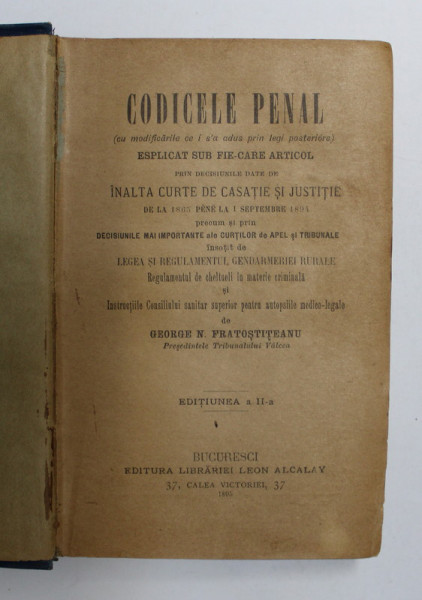 CODICELE PENAL
(cu modificările ce i s'a adus prin legi posteriore)
ESPLICAT SUB FIE-CARE ARTICOL
PRIN DECISIUNILE DATE DE
ÎNALTA CURTE DE CASAȚIE ȘI JUSTIȚIE
DE LA 1865 PÊNĔ LA 1 SEPTEMBRE
precum și prin
DECISIUNILE MAI IMPORTANTE ale CURȚILOR de APEL și TRIBUNALE
însoțit de
LEGEA ȘI REGULAMENTUL GENDARMERIEI RURALE
Regulamentul de cheltueli în materie criminală
și
Instrucțiile Consiliului sanitar superior pentru autopsiile medico-legale
de
GEORGE N. FRATOȘTIȚEANU
Președintele Tribunalului Vâlcea
EDIȚIUNEA a II-a
BUCURESCI
EDITURA LIBRĂRIEI LEON ALCALAY
37, CALEA VICTORIEI, 37